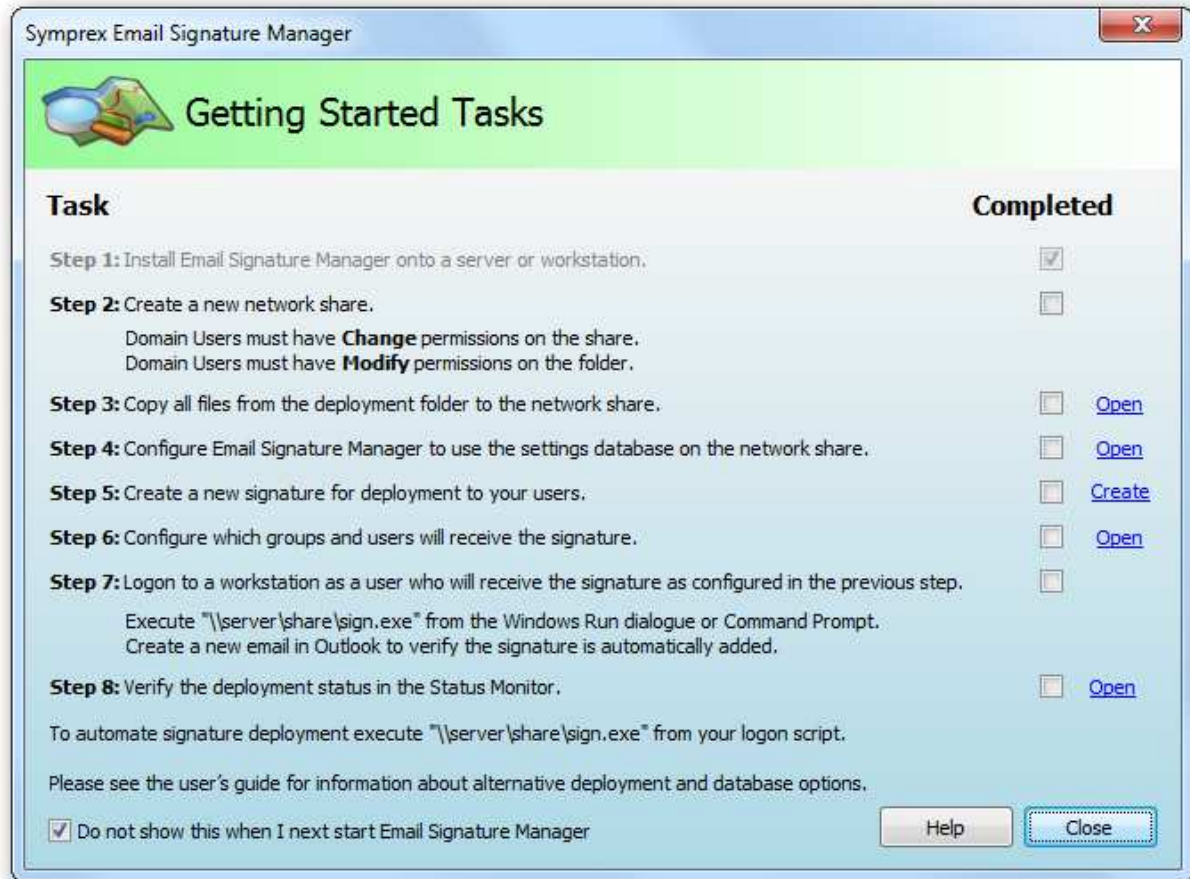 Symprex Email Signature Manager
Getting Started Tasks
Task Completed
Step 1: Install Email Signature Manager onto a server or workstation.
Step 2: Create a new network share.
Domain Users must have Change permissions on the share.
Domain Users must have Modify permissions on the folder.
Step 3: Copy all files from the deployment folder to the network share. Open
Step 4: Configure Email Signature Manager to use the settings database on the network share. Open
Step 5: Create a new signature for deployment to your users. Create
Step 6: Configure which groups and users will receive the signature. Open
Step 7: Logon to a workstation as a user who will receive the signature as configured in the previous step.
Execute "\\server\share\sign.exe" from the Windows Run dialogue or Command Prompt.
Create a new email in Outlook to verify the signature is automatically added.
Step 8: Verify the deployment status in the Status Monitor. Open
To automate signature deployment execute "\\server\share\sign.exe" from your logon script.
Please see the user's guide for information about alternative deployment and database options.
Do not show this when I next start Email Signature Manager Help Close